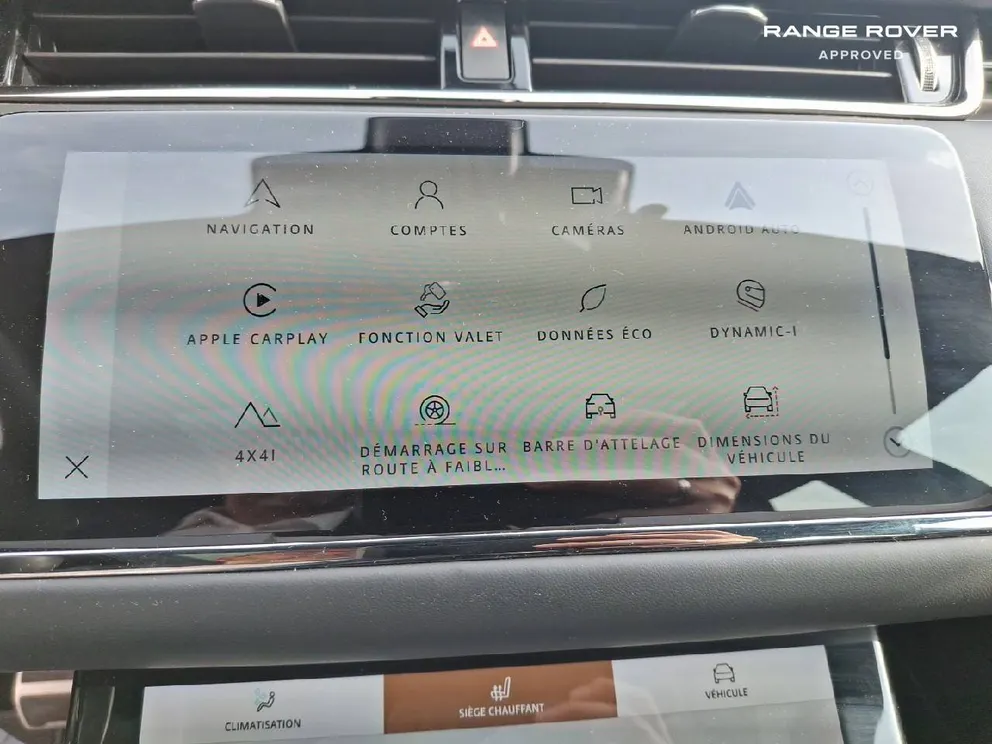 RANGE ROVER
APPROVED
NAVIGATION
COMPTES
CAMÉRAS
ANDROID AUTO
APPLE CARPLAY
FONCTION VALET
DONNÉES ÉCO
DYNAMIC-I
4X4I
DÉMARRAGE SUR
ROUTE À FAIBL...
BARRE D'ATTELAGE
DIMENSIONS DU
VÉHICULE
CLIMATISATION
SIÈGE CHAUFFANT
VÉHICULE